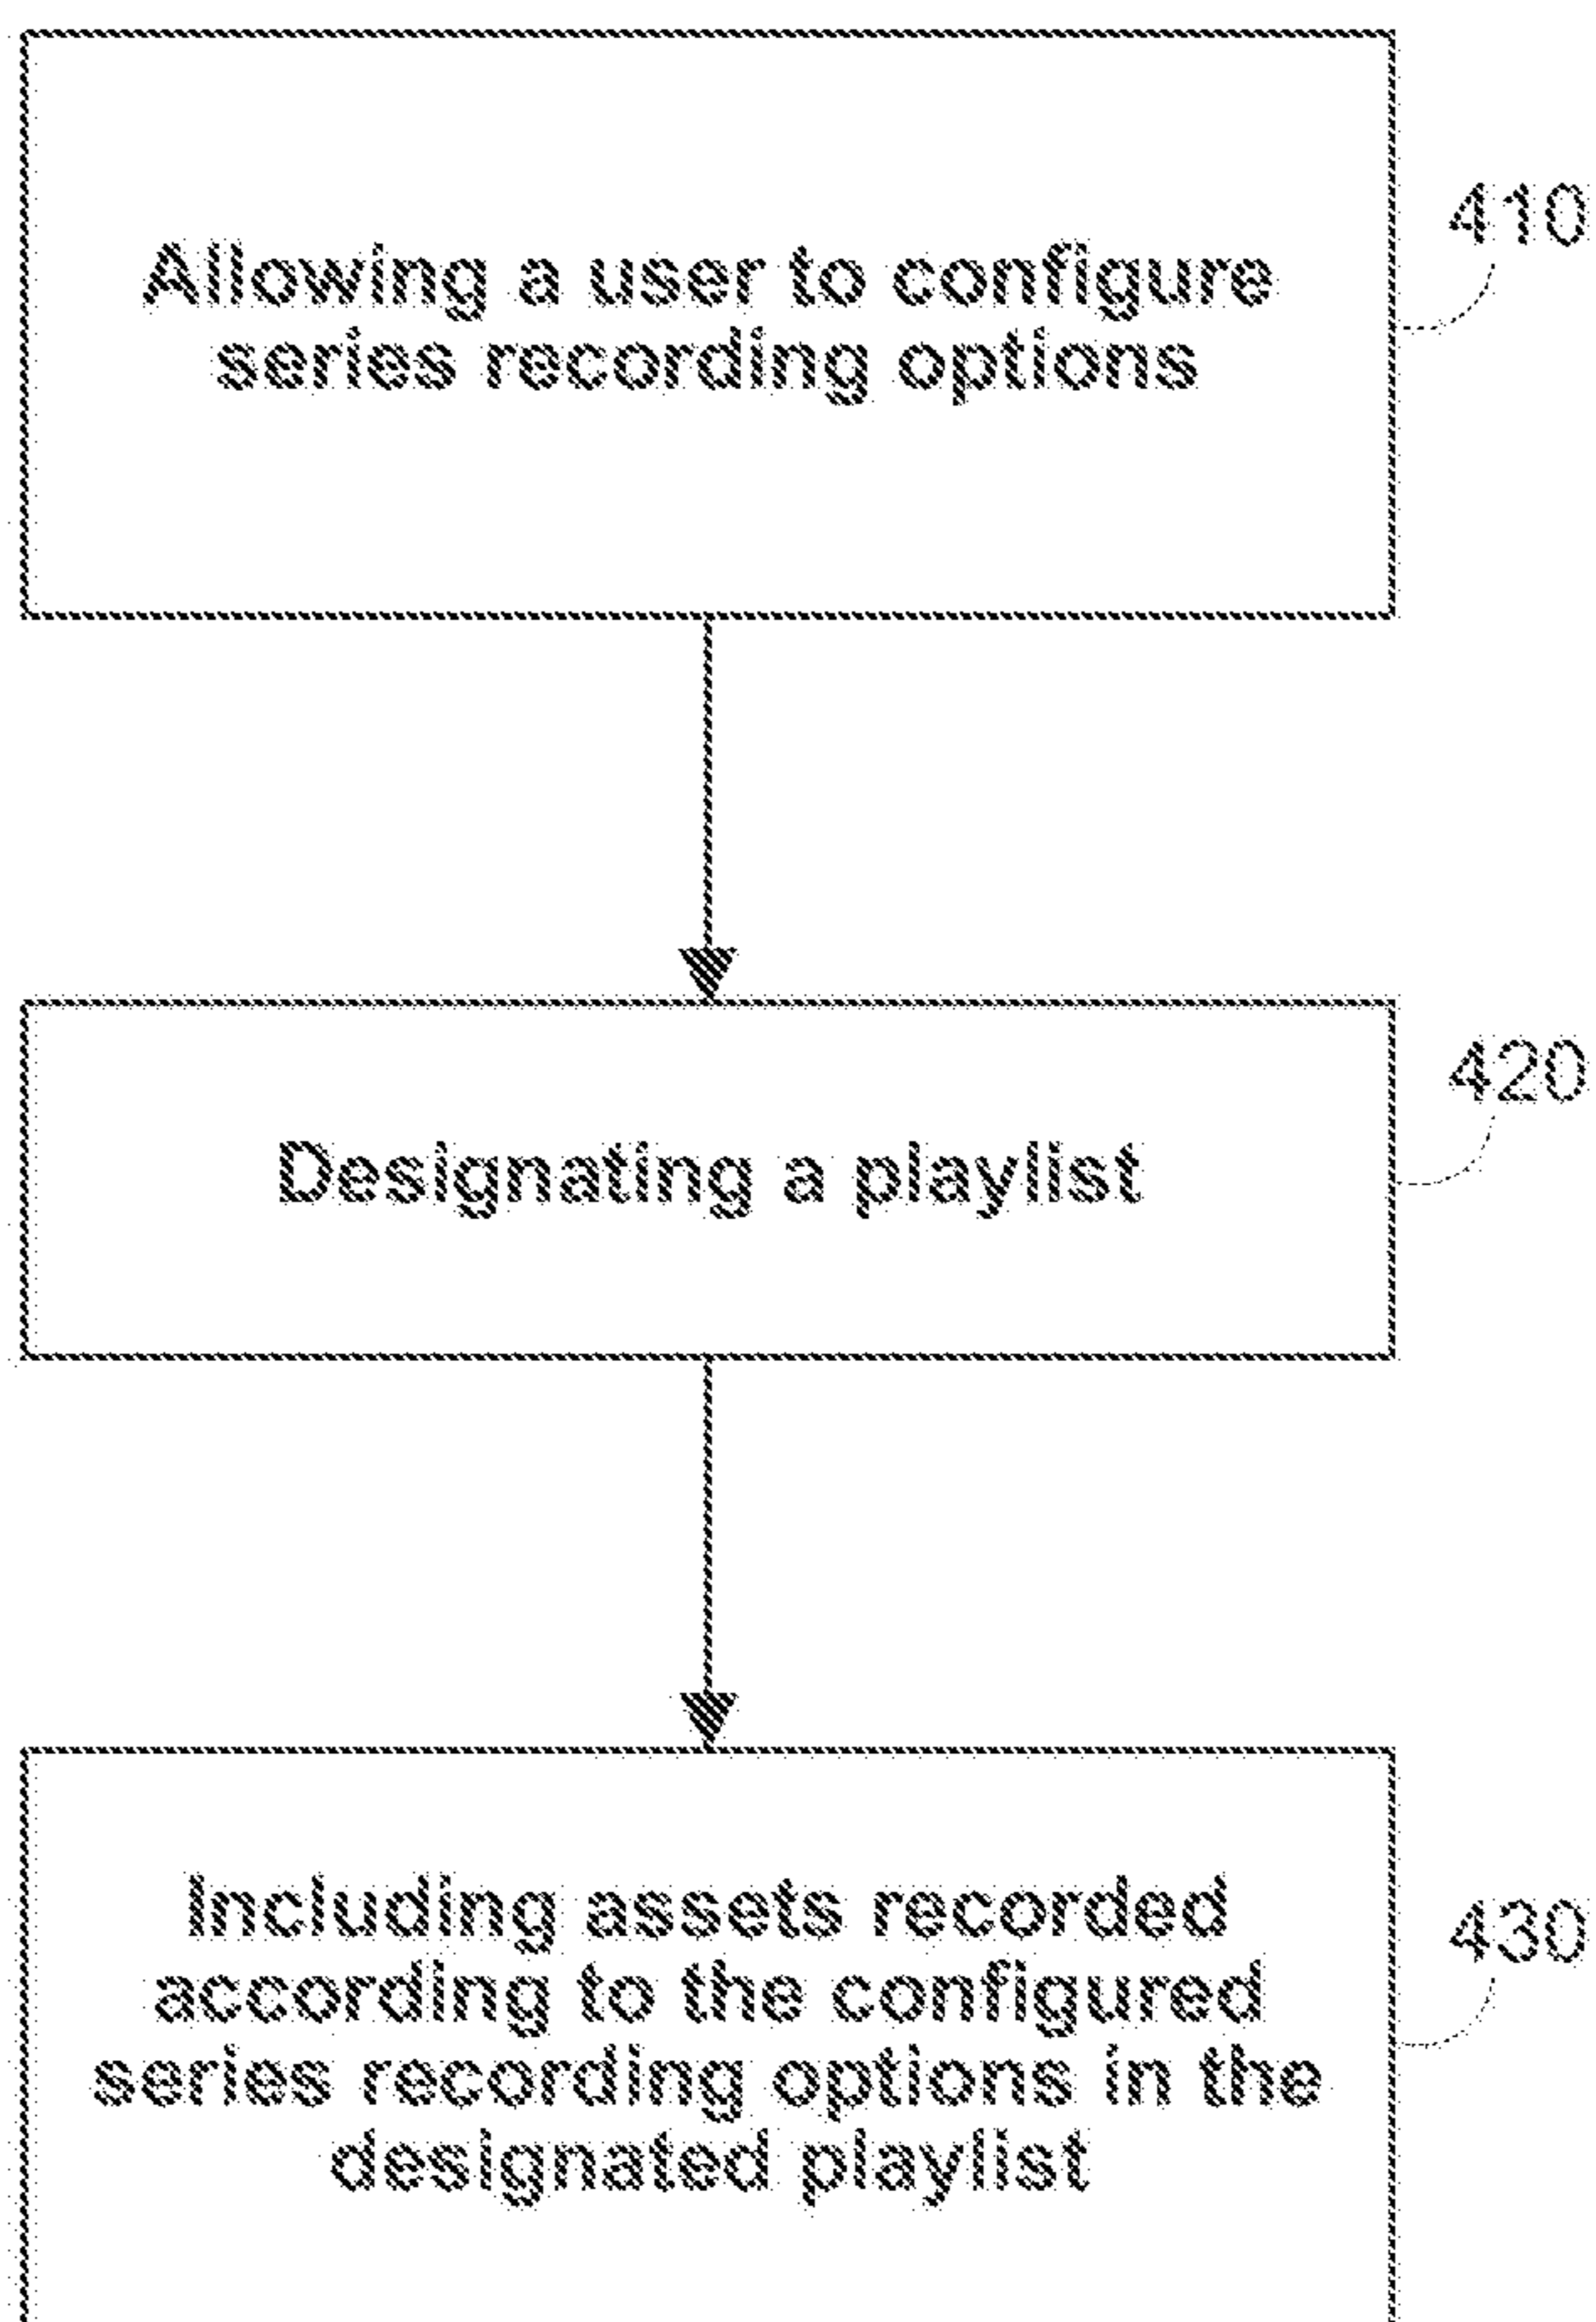 410
Allowing a user to configure
series recording options
420
Designating a playlist
430
Including assets recorded
according to the configured
series recording options in the
designated playlist